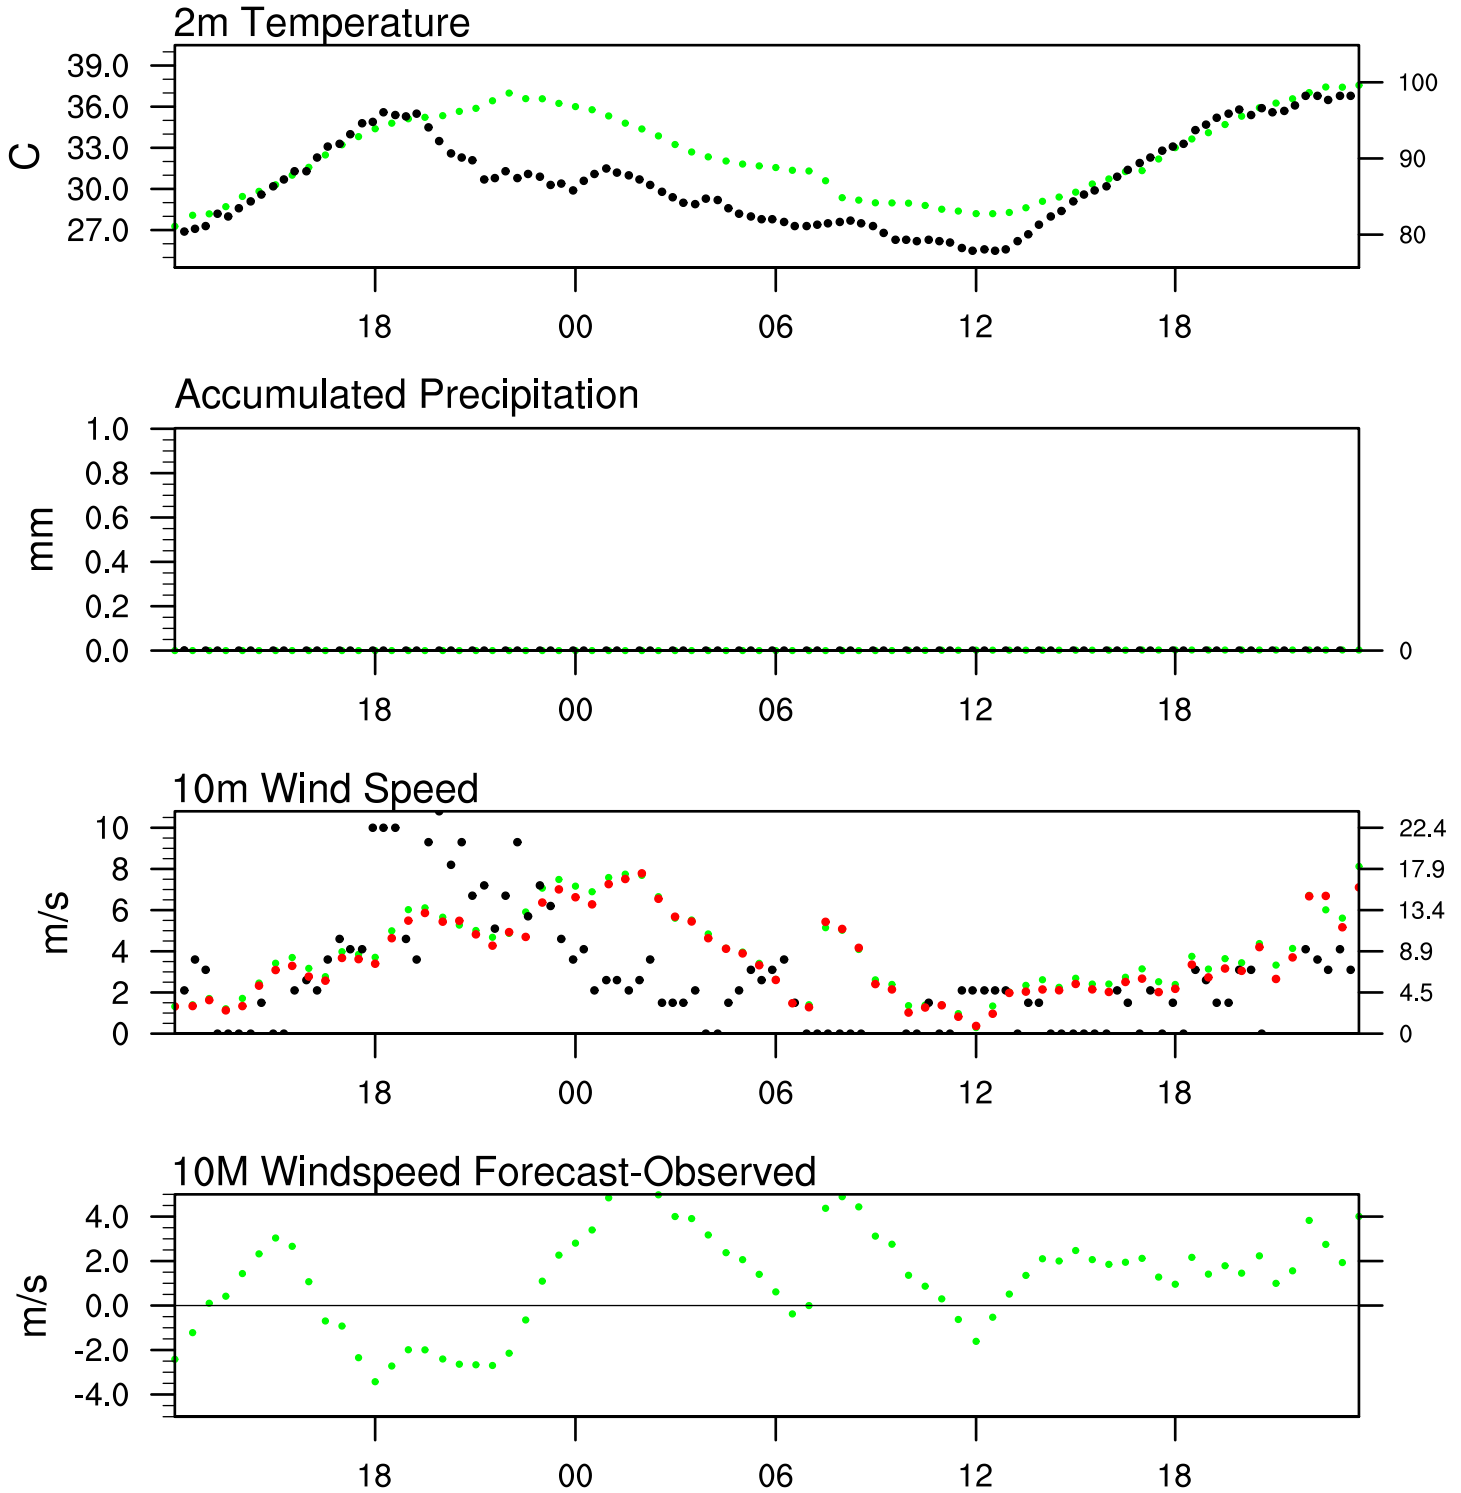 2m Temperature
39.0
36.0
33.0
30.0
27.0
C
100
90
80
18 00 06 12 18
Accumulated Precipitation
1.0
0.8
0.6
0.4
0.2
0.0
mm
0
18 00 06 12 18
10m Wind Speed
10
8
6
4
2
0
m/s
22.4
17.9
13.4
8.9
4.5
0
18 00 06 12 18
10M Windspeed Forecast-Observed
4.0
2.0
0.0
-2.0
-4.0
m/s
18 00 06 12 18